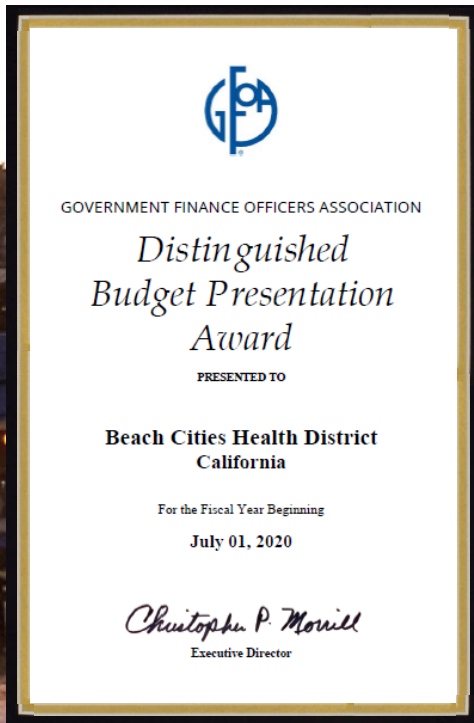 GFOA
GOVERNMENT FINANCE OFFICERS ASSOCIATION
Distinguished
Budget Presentation
Award
PRESENTED TO
Beach Cities Health District
California
For the Fiscal Year Beginning
July 01, 2020
Christopher P. Morrill
Executive Director